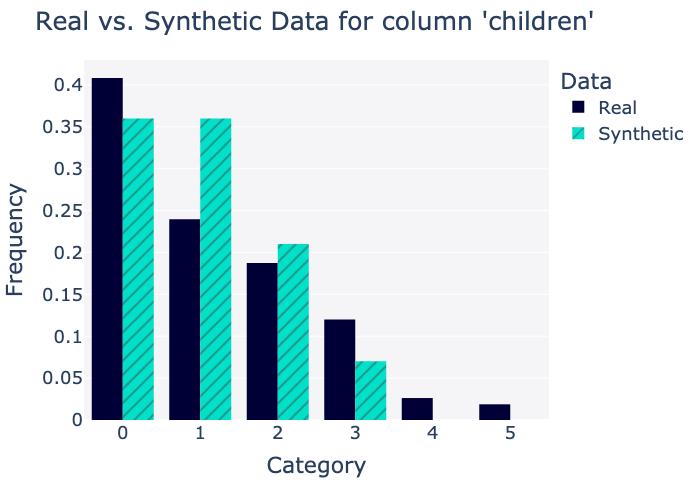 Real vs. Synthetic Data for column 'children'
Data
Real
Synthetic
Frequency
0.4
0.35
0.3
0.25
0.2
0.15
0.1
0.05
0
0 1 2 3 4 5
Category